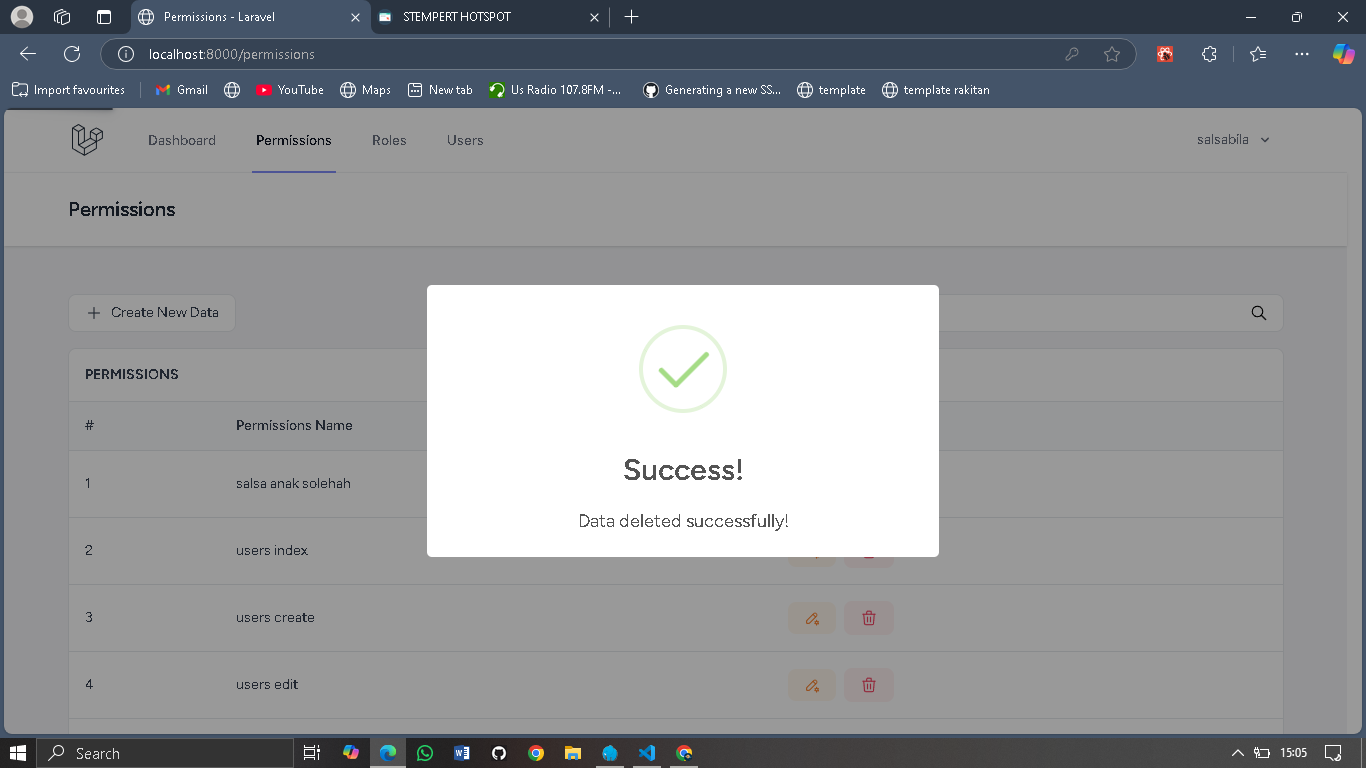 Permissions - Laravel
STEMPERT HOTSPOT
localhost:8000/permissions
Import favourites
Gmail
YouTube
Maps
New tab
Us Radio 107.8FM -...
Generating a new SS...
template
template rakitan
Dashboard
Permissions
Roles
Users
salsabila
Permissions
Create New Data
PERMISSIONS
# Permissions Name
1 salsa anak solehah
2 users index
3 users create
4 users edit
Success!
Data deleted successfully!
Search
15:05